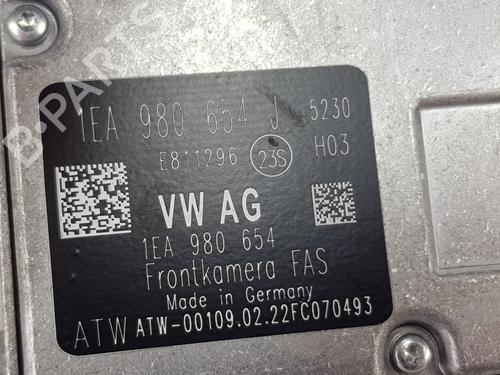 1EA 980 654 J 5230
E811296 23S H03
VW AG
1EA 980 654
Frontkamera FAS
Made in Germany
ATW ATW-00109.02.22FC070493
B-PARTS